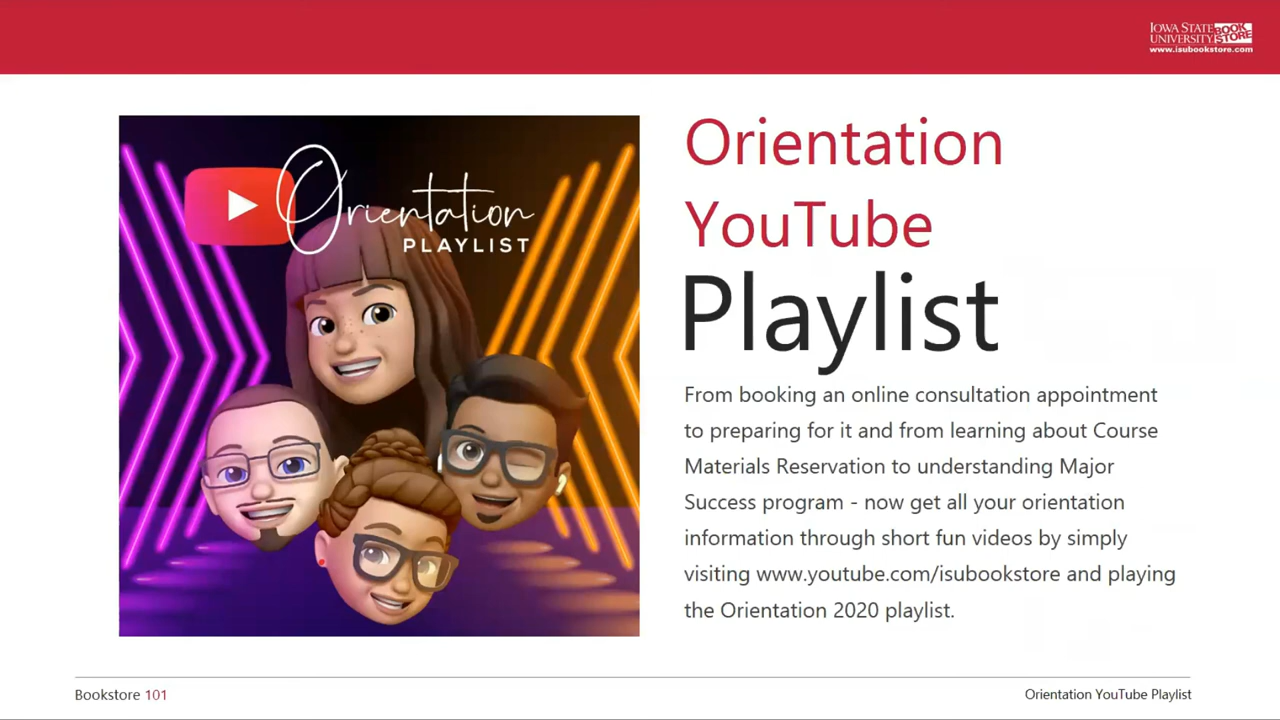 IOWA STATE
UNIVERSITY
BOOK
STORE
www.isubookstore.com
Orientation
PLAYLIST
Orientation
YouTube
Playlist
From booking an online consultation appointment
to preparing for it and from learning about Course
Materials Reservation to understanding Major
Success program - now get all your orientation
information through short fun videos by simply
visiting www.youtube.com/isubookstore and playing
the Orientation 2020 playlist.
Bookstore 101
Orientation YouTube Playlist